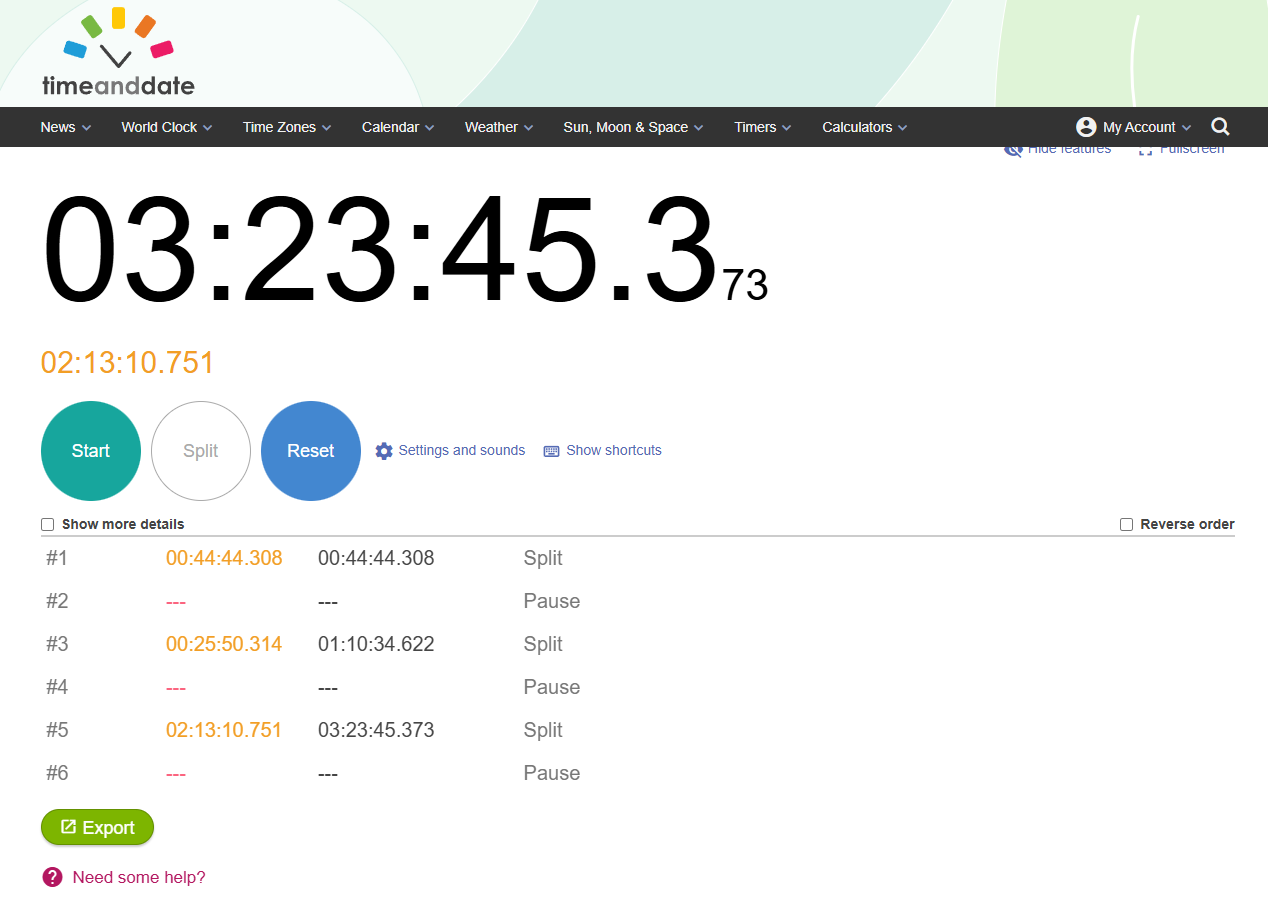 timeanddate
News World Clock Time Zones Calendar Weather Sun, Moon & Space Timers Calculators My Account
Hide features Fullscreen
03:23:45.373
02:13:10.751
Start Split Reset Settings and sounds Show shortcuts
Show more details Reverse order
#1 00:44:44.308 00:44:44.308 Split
#2 --- --- Pause
#3 00:25:50.314 01:10:34.622 Split
#4 --- --- Pause
#5 02:13:10.751 03:23:45.373 Split
#6 --- --- Pause
Export
? Need some help?